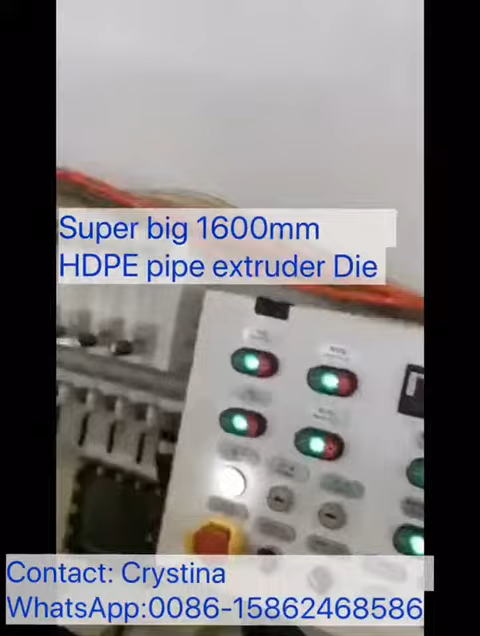 Super big 1600mm
HDPE pipe extruder Die
Contact: Crystina
WhatsApp:0086-15862468586